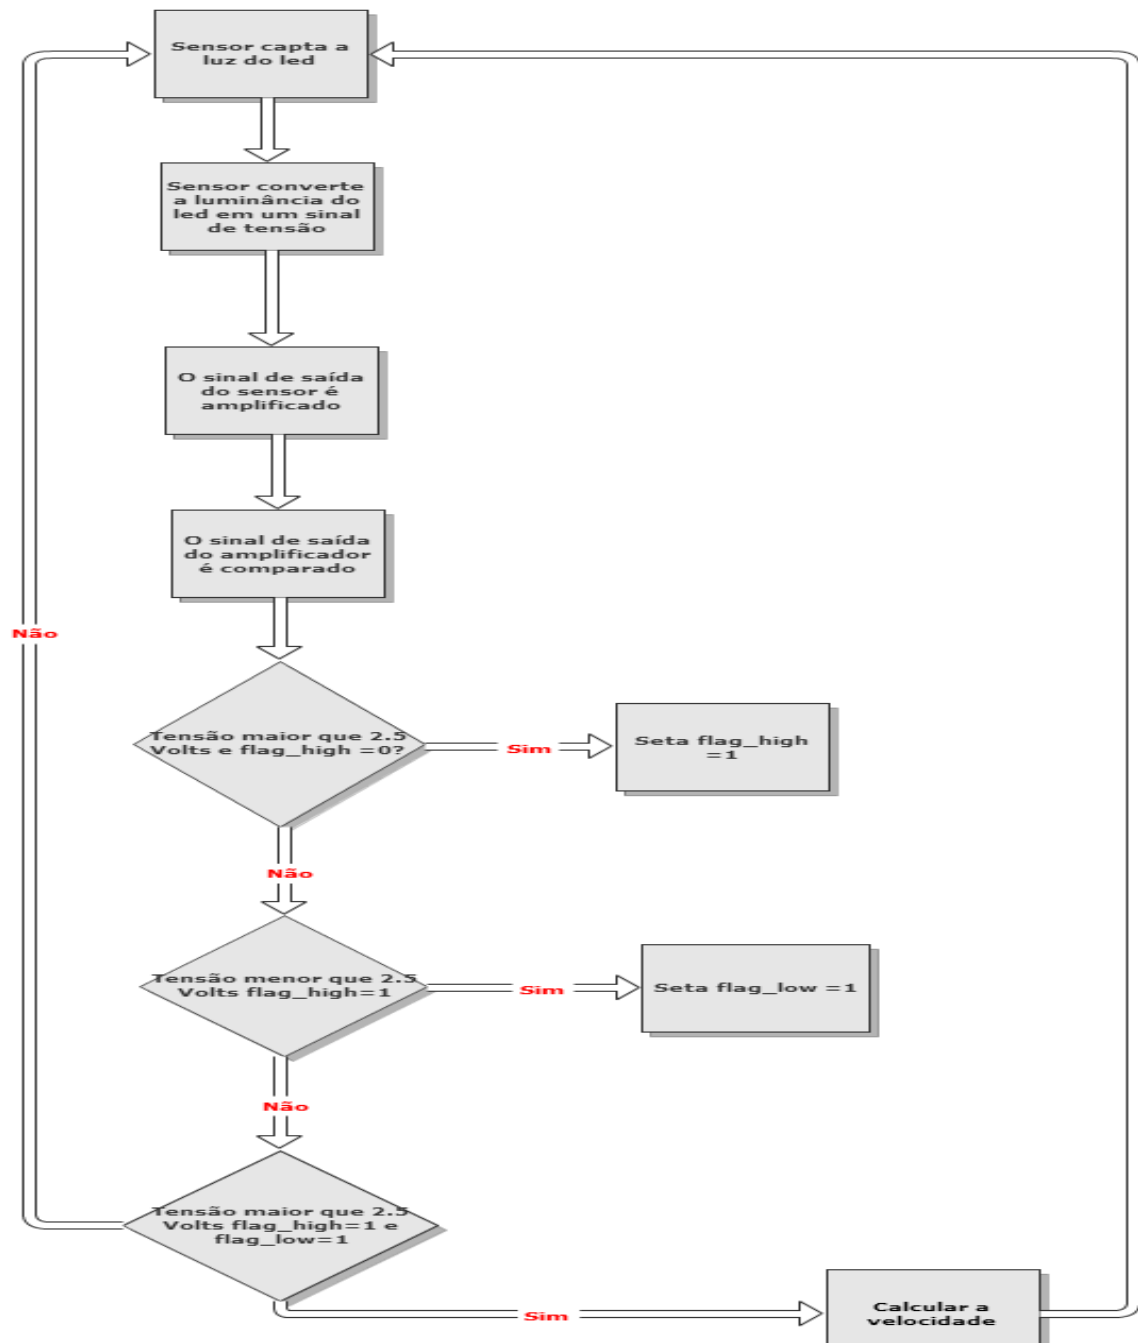 Sensor capta a
luz do led
Sensor converte
a luminância do
led em um sinal
de tensão
O sinal de saída
do sensor é
amplificado
O sinal de saída
do amplificador
é comparado
Não
Tensão maior que 2.5
Volts e flag_high =0?
Sim
Seta flag_high
=1
Não
Tensão menor que 2.5
Volts flag_high=1
Sim
Seta flag_low =1
Não
Tensão maior que 2.5
Volts flag_high=1 e
flag_low=1
Sim
Calcular a
velocidade